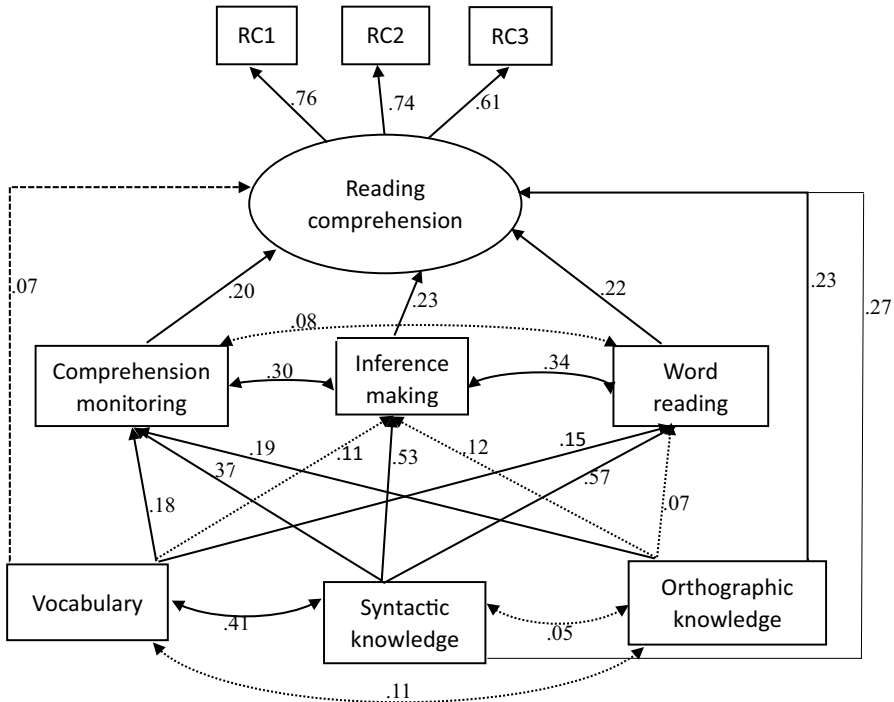 RC1
RC2
RC3
.76
.74
.61
Reading
comprehension
.07
.20
.23
.22
.23
.27
.08
Comprehension
monitoring
.30
Inference
making
.34
Word
reading
.37
.19
.11
.53
.12
.15
.57
.18
.07
Vocabulary
.41
Syntactic
knowledge
.05
Orthographic
knowledge
.11